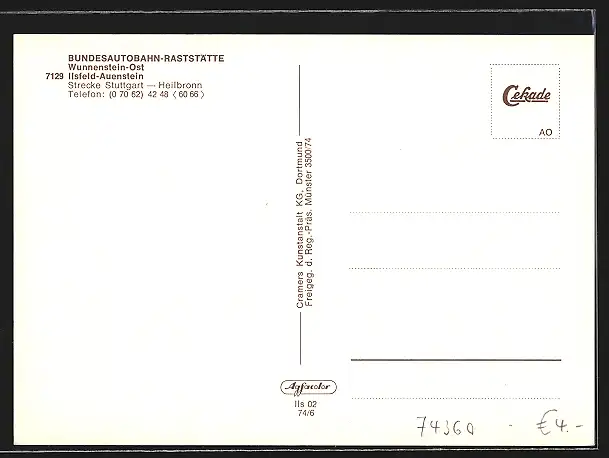 BUNDESAUTOBAHN-RASTSTÄTTE
Wunnenstein-Ost
7129 Ilsfeld-Auenstein
Strecke Stuttgart — Heilbronn
Telefon: (0 70 62) 42 48 (60 66)
Cekade
AO
Cramers Kunstanstalt KG. Dortmund
Freigeg. d. Reg.-Präs. Münster 3500/74
Agfacolor
Ils 02
74/6
74360 - €4.-